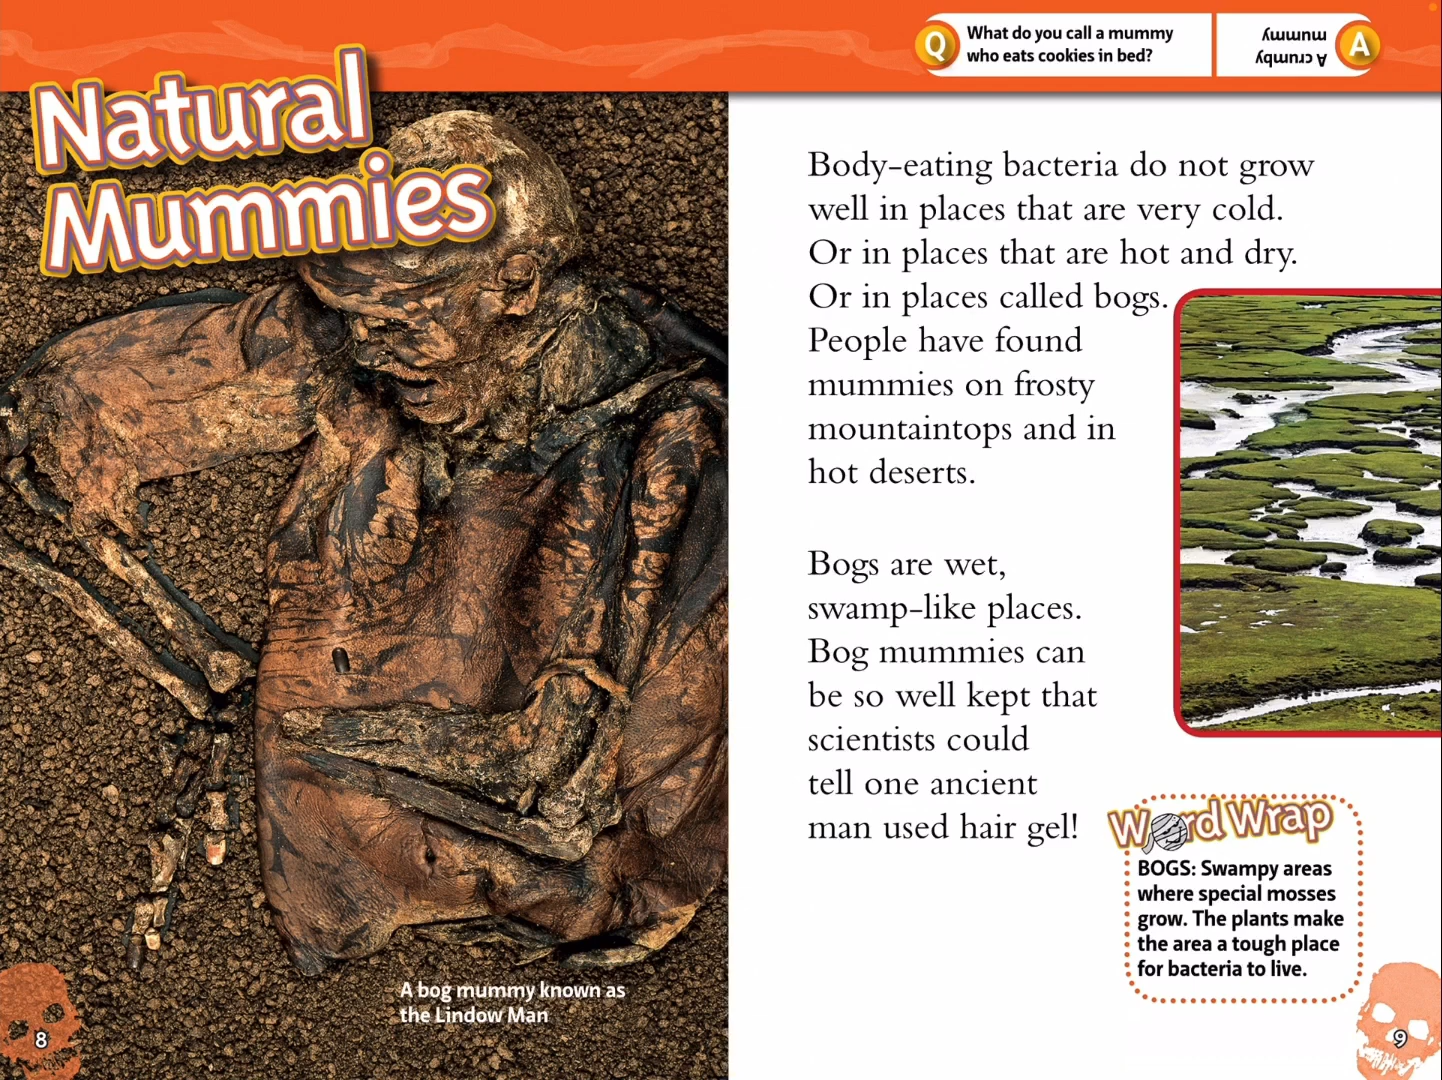 Natural
Mummies
A bog mummy known as
the Lindow Man
8
Q
What do you call a mummy
who eats cookies in bed?
A
A crumby
mummy
Body-eating bacteria do not grow
well in places that are very cold.
Or in places that are hot and dry.
Or in places called bogs.
People have found
mummies on frosty
mountaintops and in
hot deserts.
Bogs are wet,
swamp-like places.
Bog mummies can
be so well kept that
scientists could
tell one ancient
man used hair gel!
Word Wrap
BOGS: Swampy areas
where special mosses
grow. The plants make
the area a tough place
for bacteria to live.
9